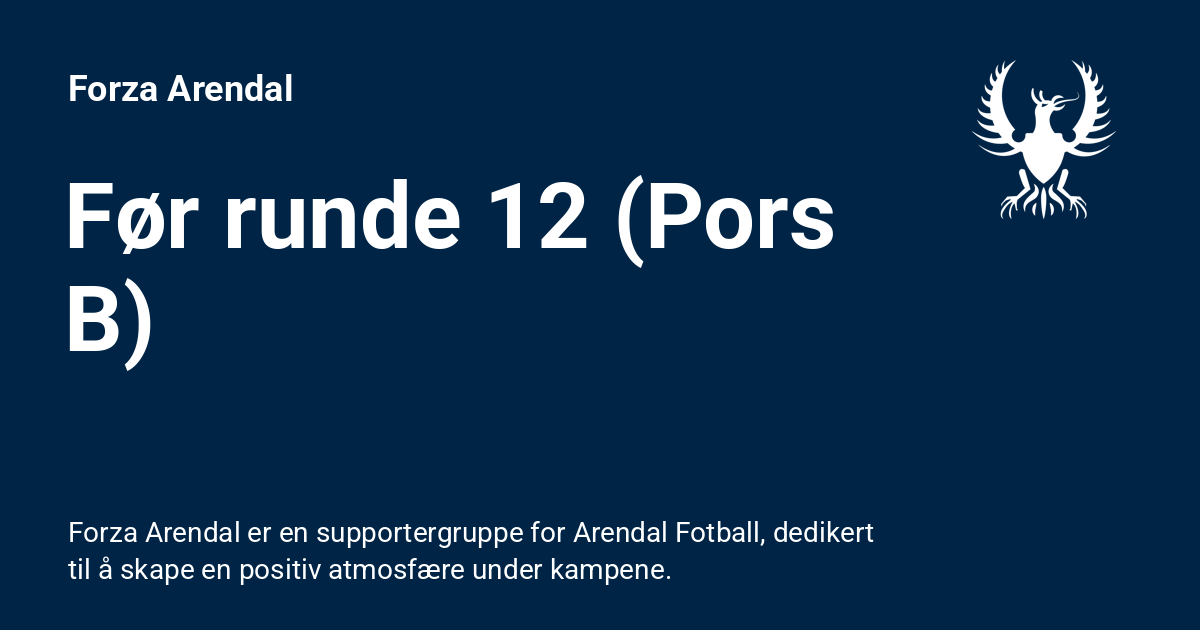 Forza Arendal
Før runde 12 (Pors
B)
Forza Arendal er en supportergruppe for Arendal Fotball, dedikert
til å skape en positiv atmosfære under kampene.